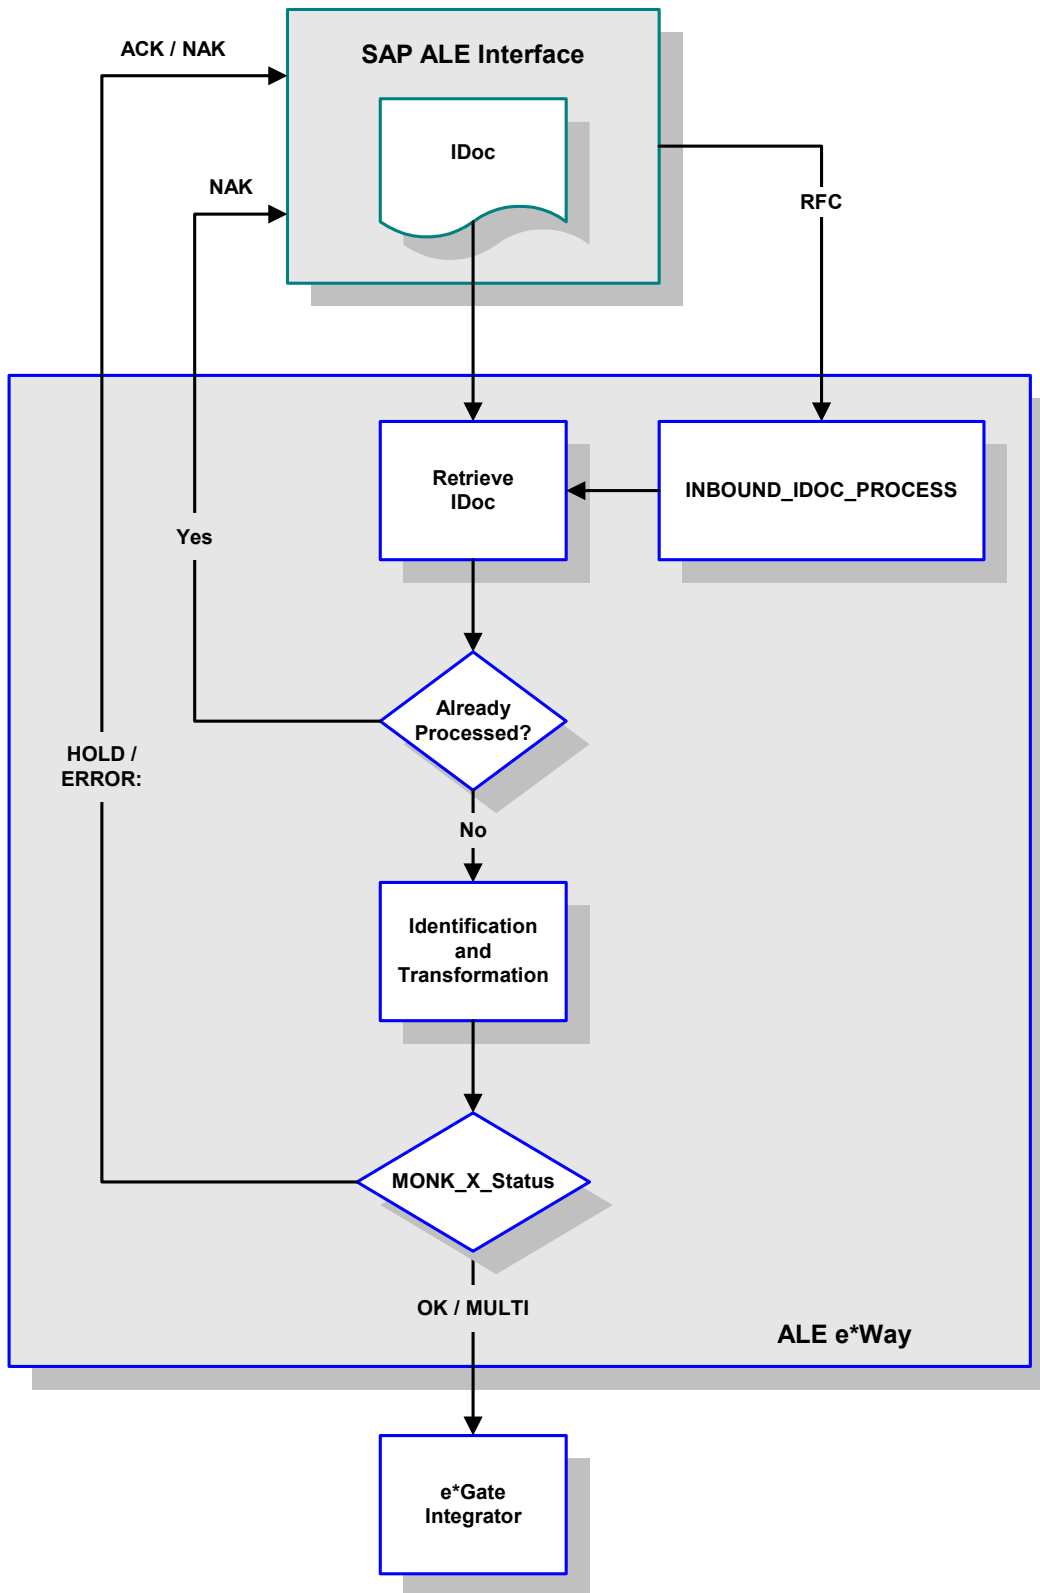 ACK / NAK
SAP ALE Interface
IDoc
NAK
RFC
Retrieve
IDoc
INBOUND_IDOC_PROCESS
Yes
Already
Processed?
HOLD /
ERROR:
No
Identification
and
Transformation
MONK_X_Status
OK / MULTI
ALE e*Way
e*Gate
Integrator